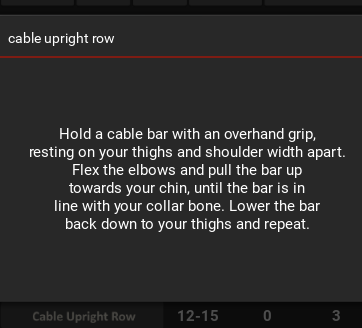 cable upright row
Hold a cable bar with an overhand grip,
resting on your thighs and shoulder width apart.
Flex the elbows and pull the bar up
towards your chin, until the bar is in
line with your collar bone. Lower the bar
back down to your thighs and repeat.
Cable Upright Row 12-15 0 3